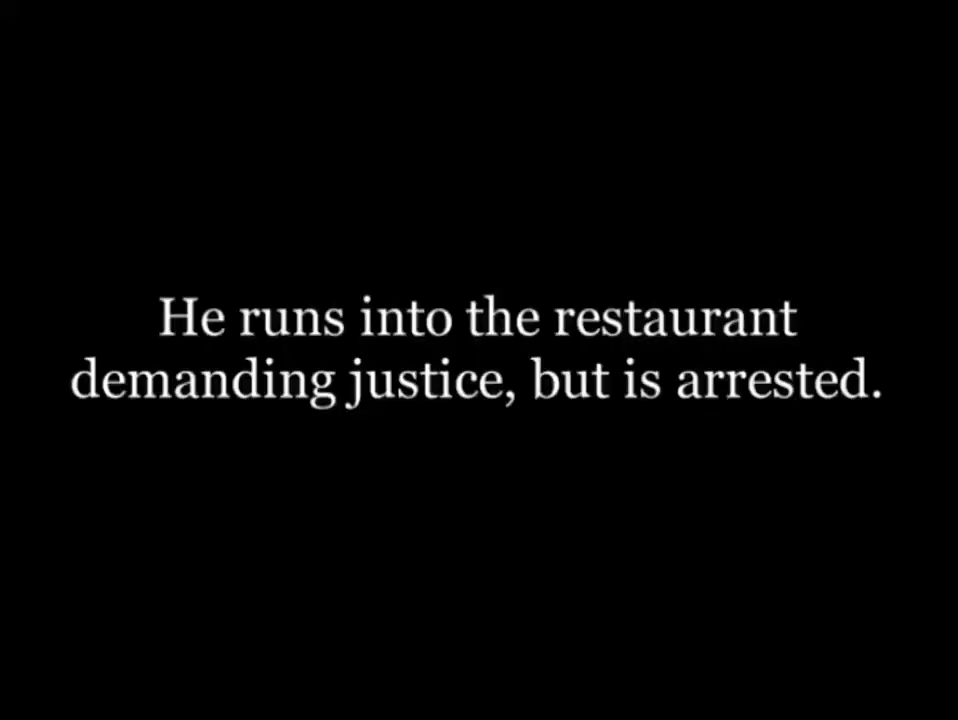 He runs into the restaurant
demanding justice, but is arrested.